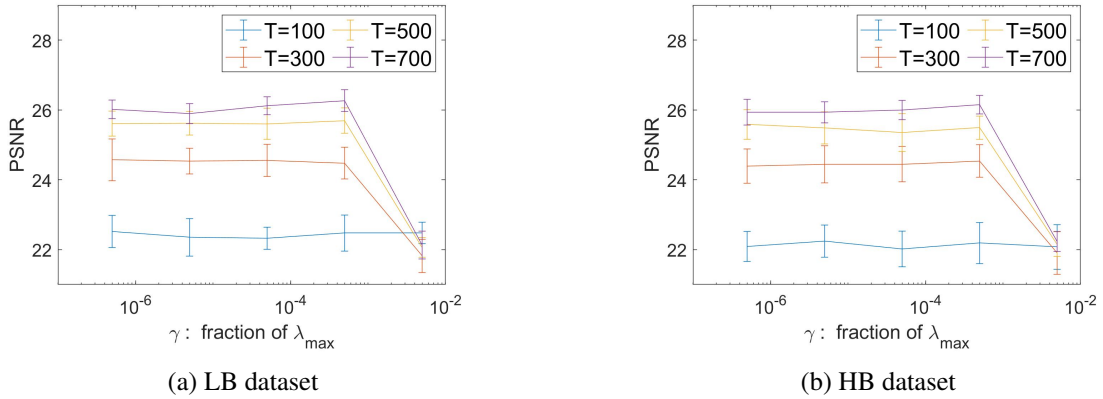 28
26
24
22
PSNR
T=100 T=500
T=300 T=700
10^-6 10^-4 10^-2
γ : fraction of λ_max
(a) LB dataset
28
26
24
22
PSNR
T=100 T=500
T=300 T=700
10^-6 10^-4 10^-2
γ : fraction of λ_max
(b) HB dataset